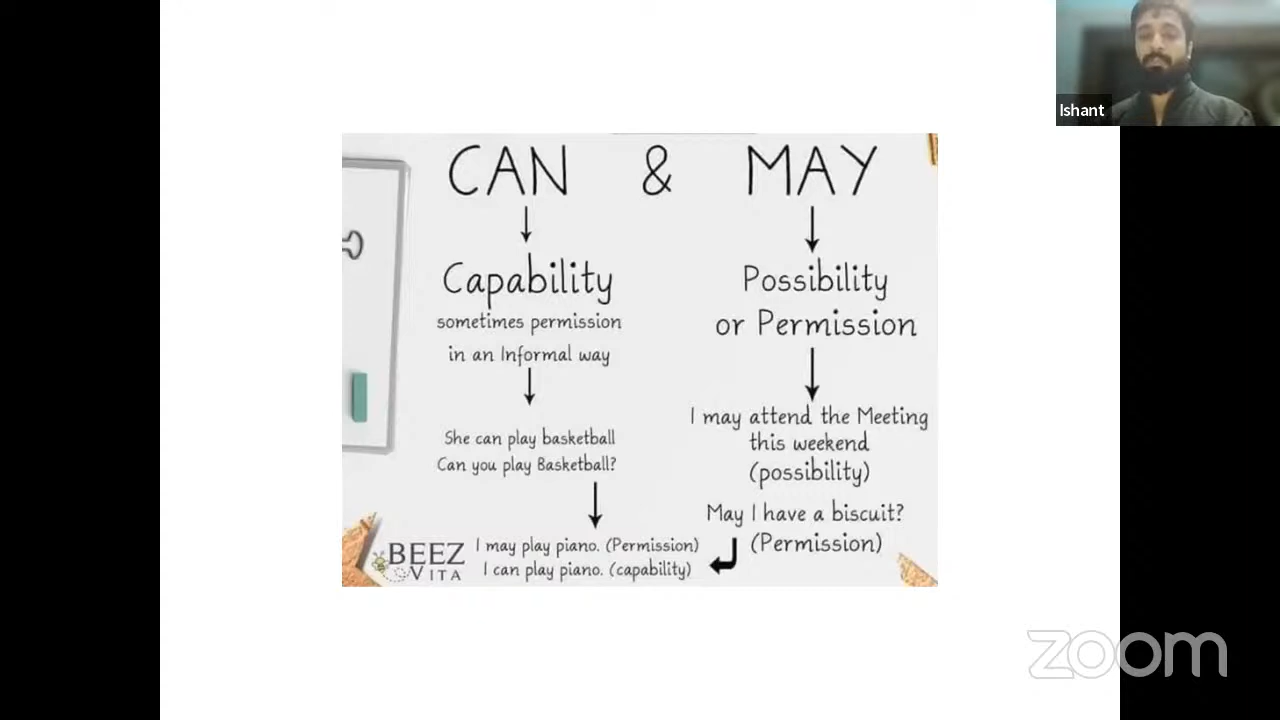 Ishant
CAN & MAY
Capability
sometimes permission
in an Informal way
She can play basketball
Can you play Basketball?
Possibility
or Permission
I may attend the Meeting
this weekend
(possibility)
May I have a biscuit?
(Permission)
I may play piano. (Permission)
I can play piano. (capability)
BEEZ
VITA
zoom